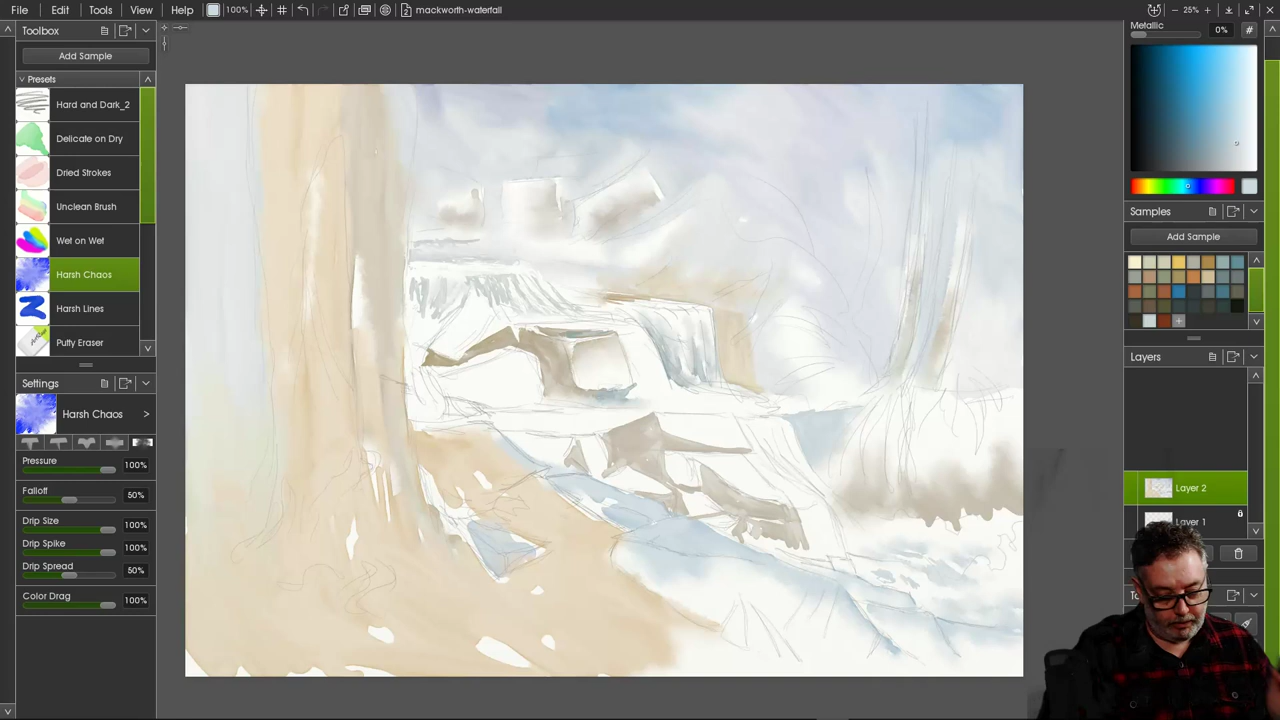 File Edit Tools View Help 100% mackworth-waterfall 25%
Toolbox
Add Sample
Presets
Hard and Dark_2
Delicate on Dry
Dried Strokes
Unclean Brush
Wet on Wet
Harsh Chaos
Harsh Lines
Putty Eraser
Settings
Harsh Chaos
Pressure 100%
Falloff 50%
Drip Size 100%
Drip Spike 100%
Drip Spread 50%
Color Drag 100%
Metallic 0%
Samples
Add Sample
Layers
Layer 2
Layer 1